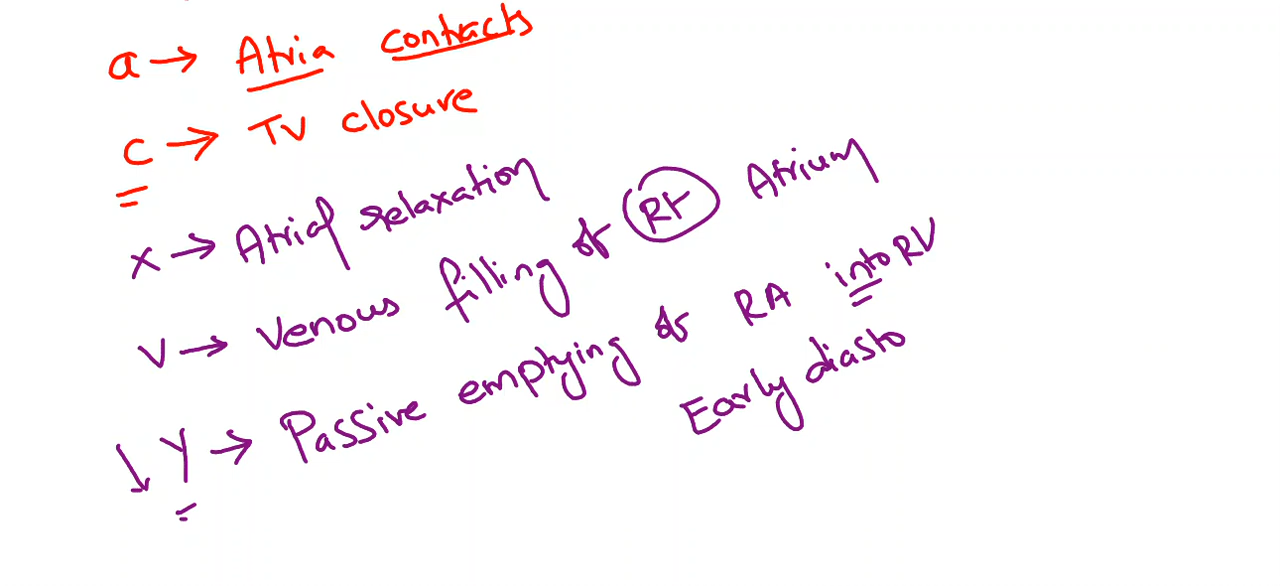 a → Atria contracts
c → TV closure
x → Atrial relaxation
V → Venous filling of Rt Atrium
↓ Y → Passive emptying of RA into RV
Early diasto